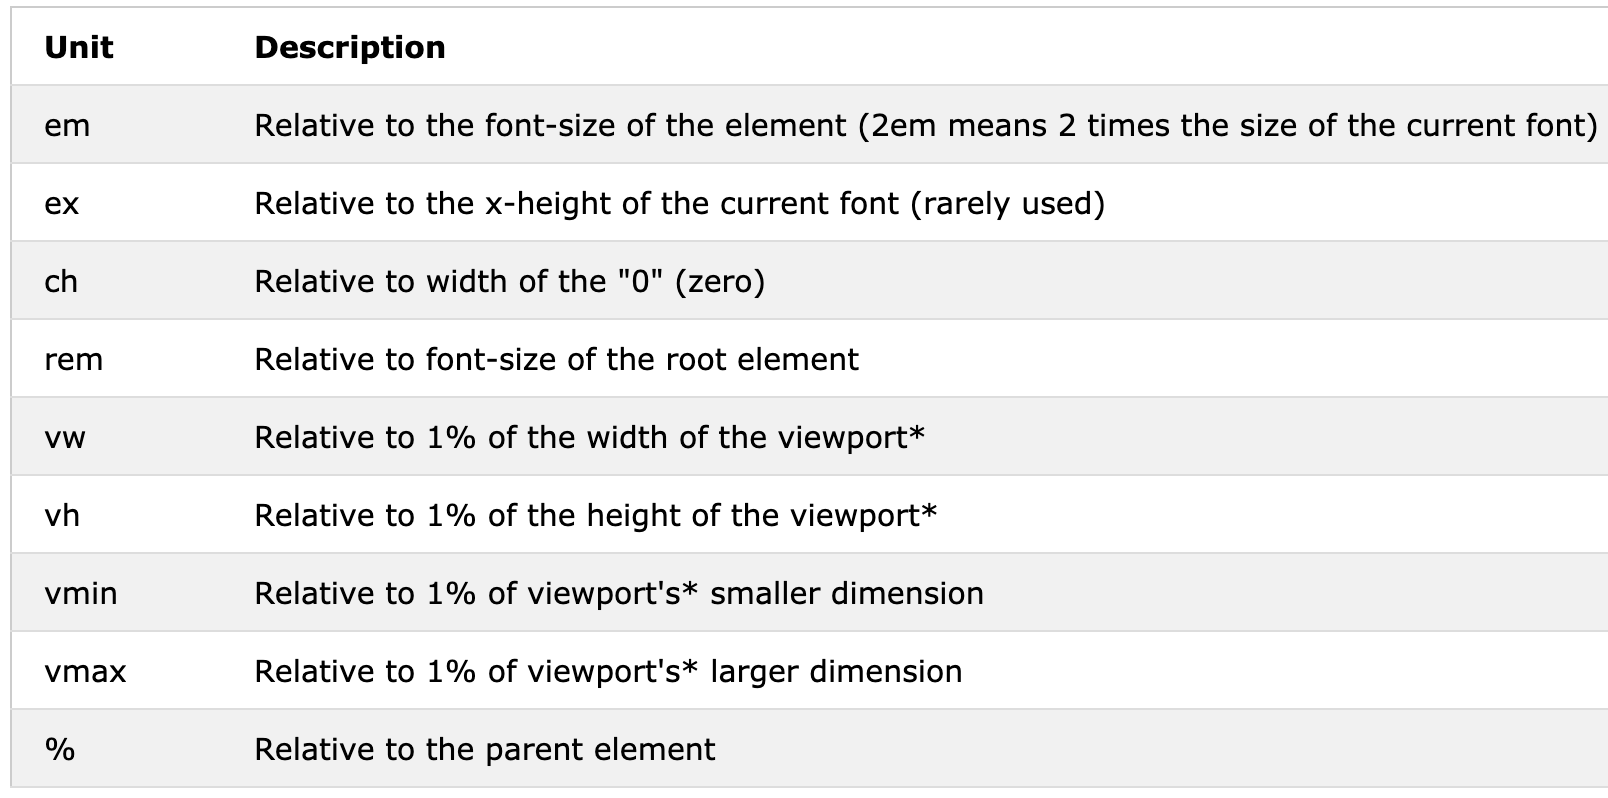 Unit Description
em Relative to the font-size of the element (2em means 2 times the size of the current font)
ex Relative to the x-height of the current font (rarely used)
ch Relative to width of the "0" (zero)
rem Relative to font-size of the root element
vw Relative to 1% of the width of the viewport*
vh Relative to 1% of the height of the viewport*
vmin Relative to 1% of viewport's* smaller dimension
vmax Relative to 1% of viewport's* larger dimension
% Relative to the parent element